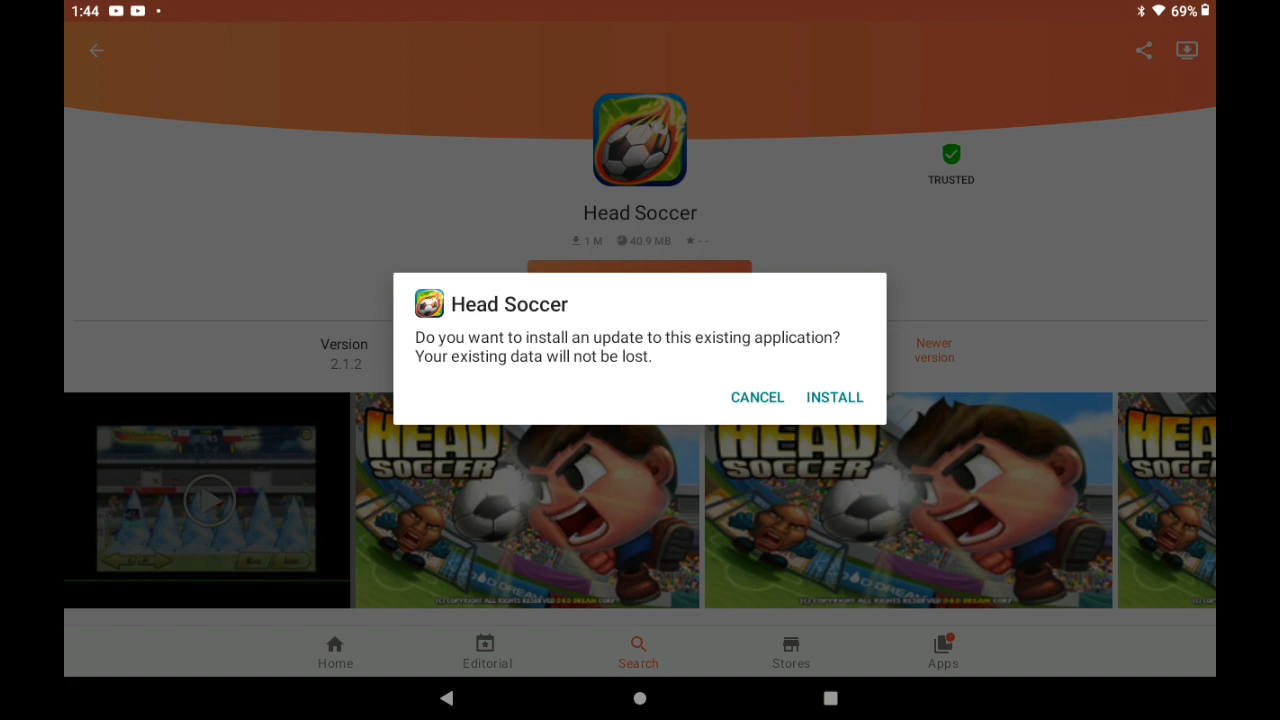 1:44
69%
TRUSTED
Head Soccer
1 M 40.9 MB - -
Head Soccer
Do you want to install an update to this existing application?
Your existing data will not be lost.
CANCEL INSTALL
Version
2.1.2
Newer
version
HEAD
SOCCER
HEAD
SOCCER
Home
Editorial
Search
Stores
Apps